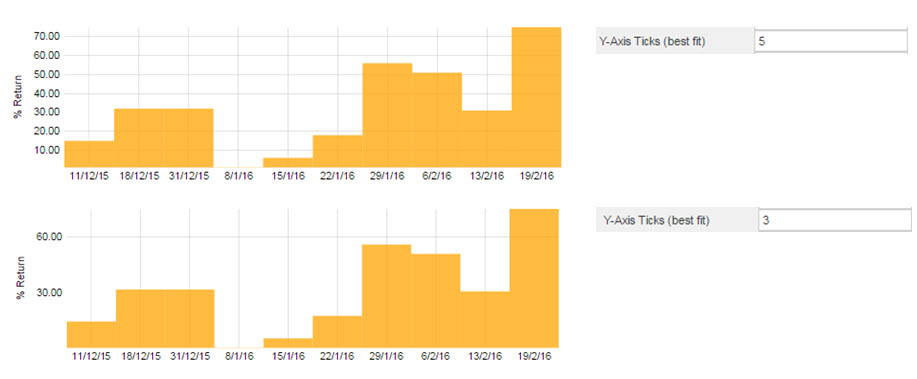 70.00
Y-Axis Ticks (best fit) 5
60.00
50.00
40.00
30.00
20.00
10.00
% Return
11/12/15 18/12/15 31/12/15 8/1/16 15/1/16 22/1/16 29/1/16 6/2/16 13/2/16 19/2/16
Y-Axis Ticks (best fit) 3
60.00
30.00
% Return
11/12/15 18/12/15 31/12/15 8/1/16 15/1/16 22/1/16 29/1/16 6/2/16 13/2/16 19/2/16